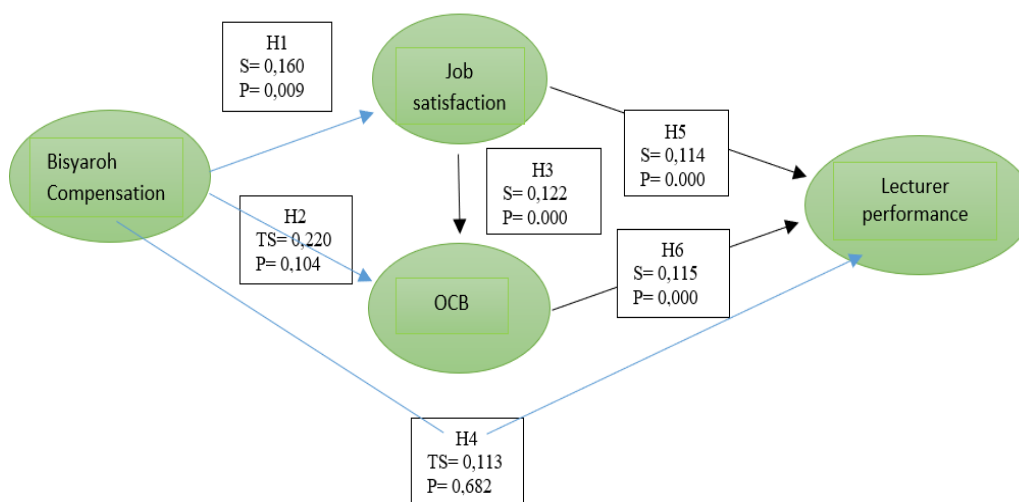 H1
S= 0,160
P= 0,009
Job
satisfaction
Bisyaroh
Compensation
H5
S= 0,114
P= 0.000
H3
S= 0,122
P= 0.000
Lecturer
performance
H2
TS= 0,220
P= 0,104
H6
S= 0,115
P= 0,000
OCB
H4
TS= 0,113
P= 0,682